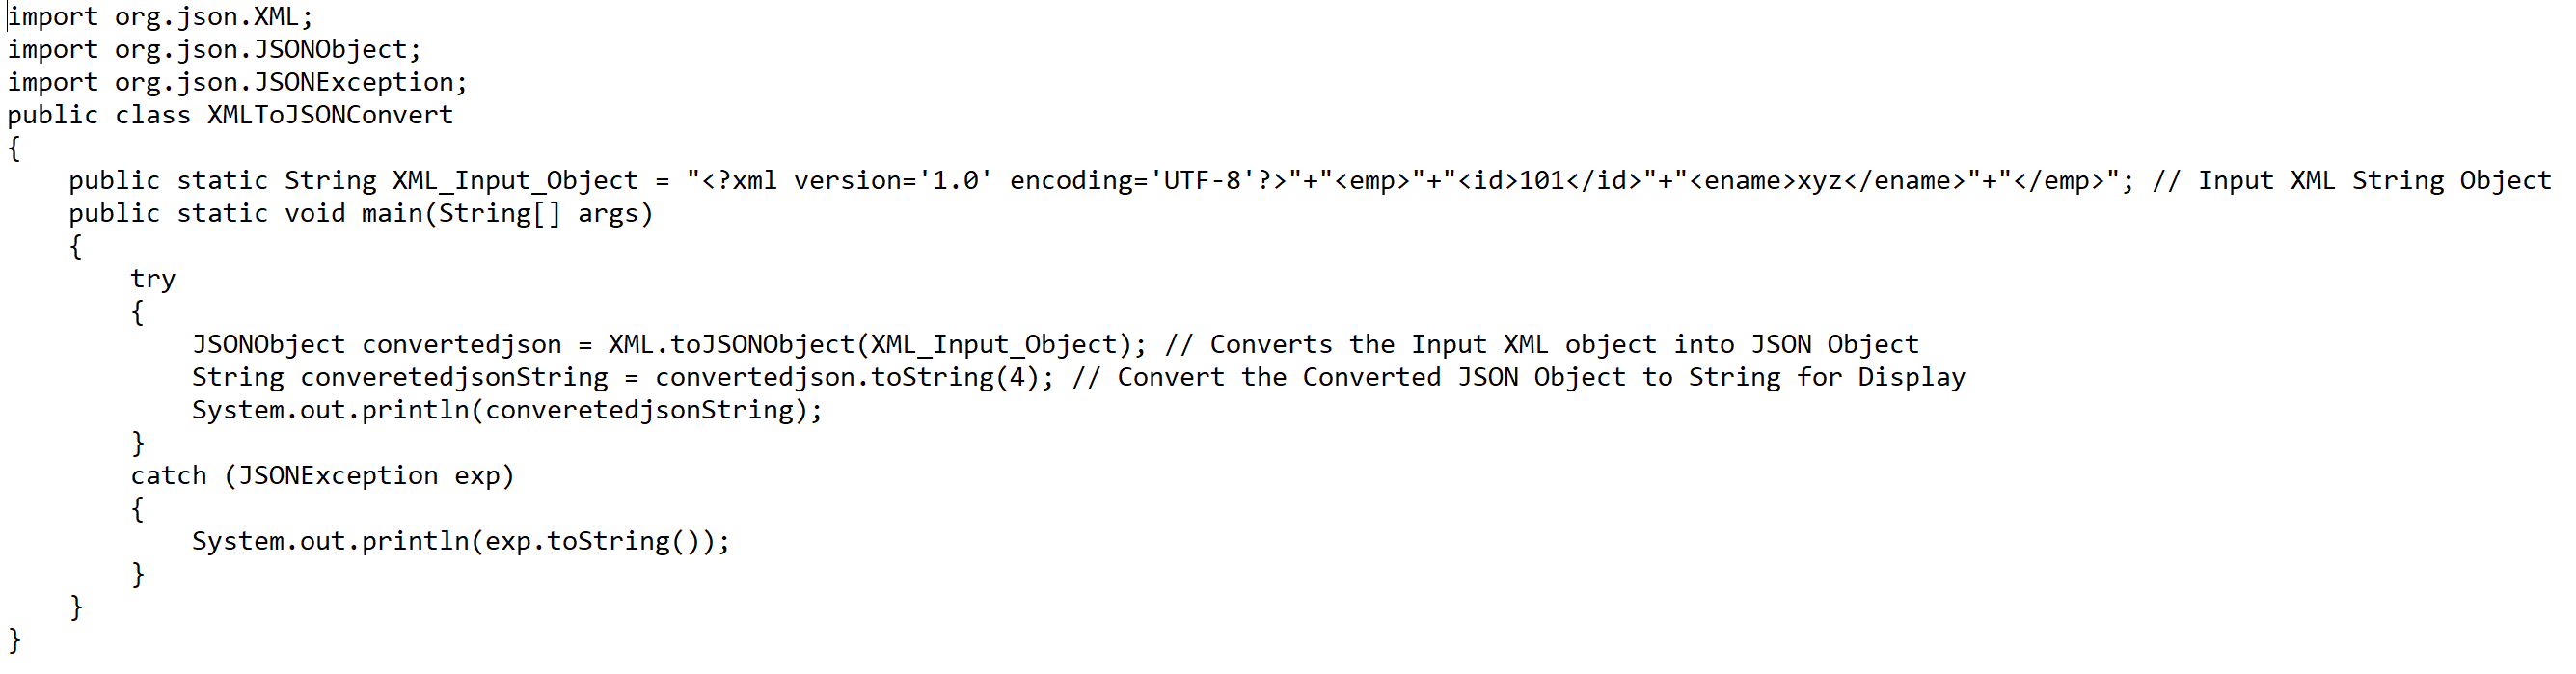 import org.json.XML;
import org.json.JSONObject;
import org.json.JSONException;
public class XMLToJSONConvert
{
    public static String XML_Input_Object = "<?xml version='1.0' encoding='UTF-8'?>"+"<emp>"+"<id>101</id>"+"<ename>xyz</ename>"+"</emp>"; // Input XML String Object
    public static void main(String[] args)
    {
        try
        {
            JSONObject convertedjson = XML.toJSONObject(XML_Input_Object); // Converts the Input XML object into JSON Object
            String converetedjsonString = convertedjson.toString(4); // Convert the Converted JSON Object to String for Display
            System.out.println(converetedjsonString);
        }
        catch (JSONException exp)
        {
            System.out.println(exp.toString());
        }
    }
}